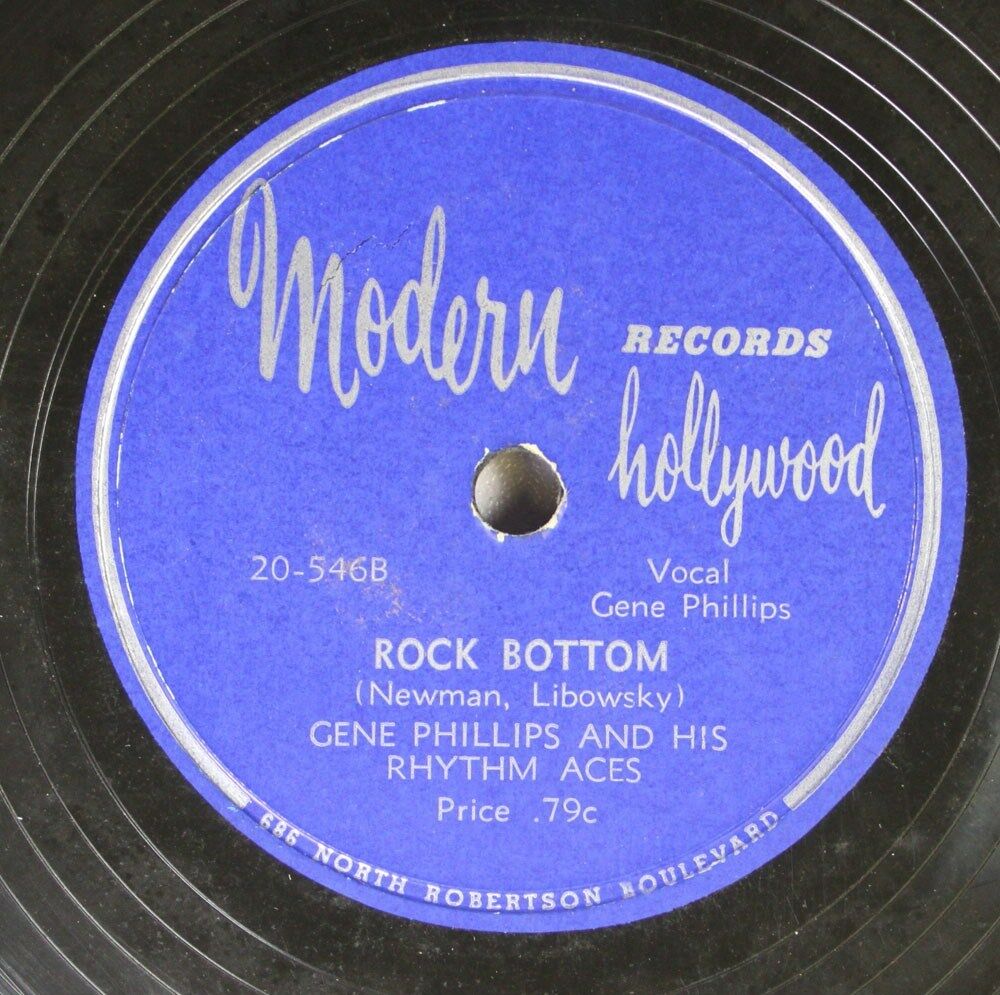 Modern RECORDS
hollywood
20-546B
Vocal
Gene Phillips
ROCK BOTTOM
(Newman, Libowsky)
GENE PHILLIPS AND HIS
RHYTHM ACES
Price .79c
686 NORTH ROBERTSON BOULEVARD